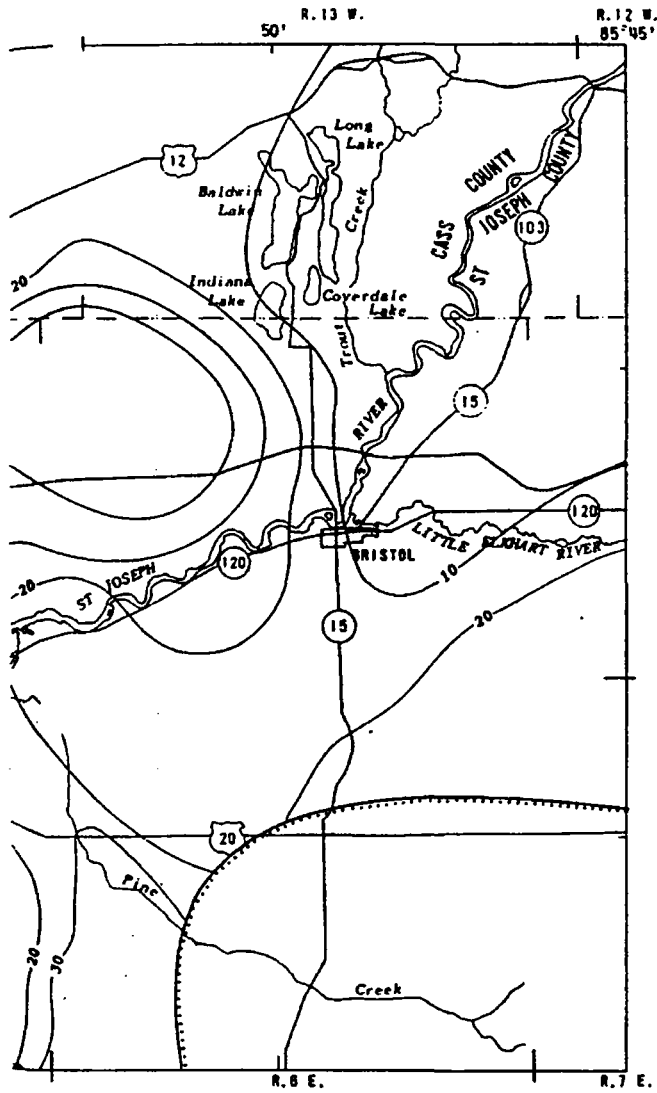 R.13 W.
R.12 W.
50'
85°45'
12
Long
Lake
Baldwin
Lake
Creek
COUNTY
COUNTY
CASS
ST JOSEPH
103
20
Indiana
Lake
Coverdale
Lake
Trout
RIVER
15
120
BRISTOL
LITTLE ELKHART RIVER
20
ST JOSEPH
120
10
20
15
20
Pine
20
30
Creek
R.6 E.
R.7 E.